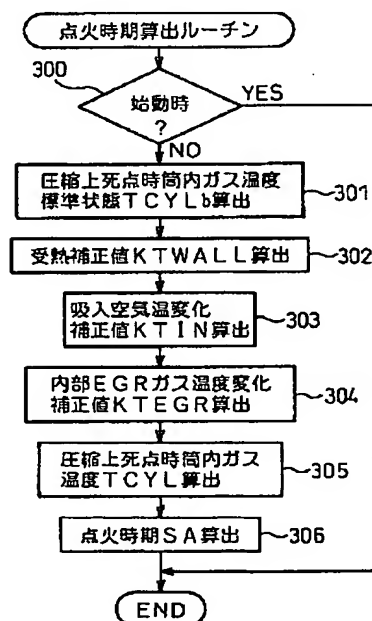 点火時期算出ルーチン
300
始動時
?
YES
NO
圧縮上死点時筒内ガス温度
標準状態TCYLb算出
301
受熱補正値KTWALL算出
302
吸入空気温変化
補正値KTIN算出
303
内部EGRガス温度変化
補正値KTEGR算出
304
圧縮上死点時筒内ガス
温度TCYL算出
305
点火時期SA算出
306
END